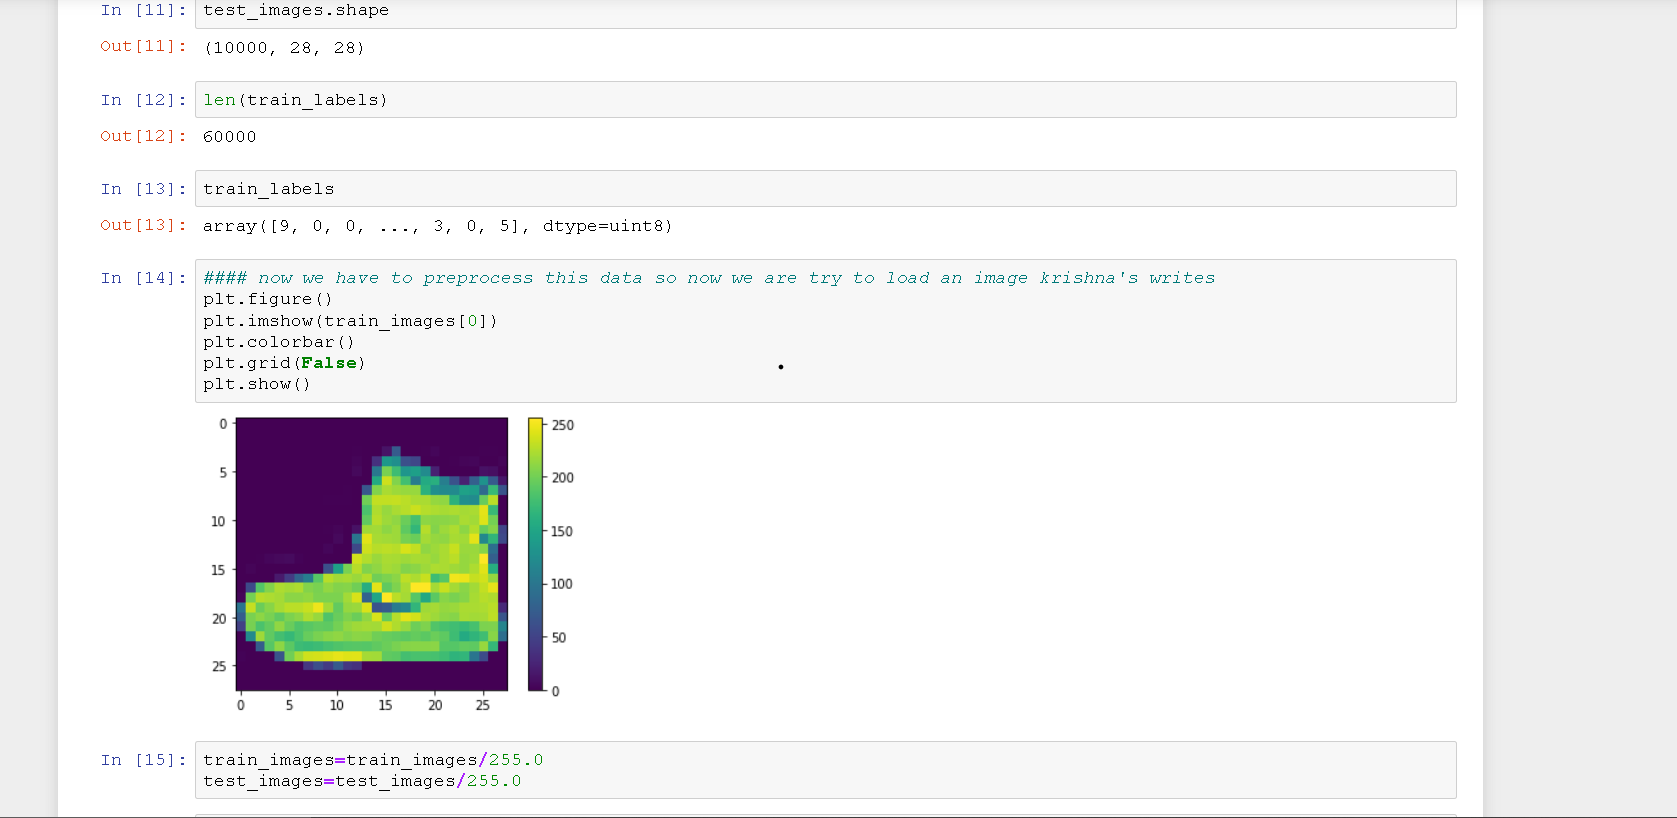 In [11]: test_images.shape
Out[11]: (10000, 28, 28)
In [12]: len(train_labels)
Out[12]: 60000
In [13]: train_labels
Out[13]: array([9, 0, 0, ..., 3, 0, 5], dtype=uint8)
In [14]: #### now we have to preprocess this data so now we are try to load an image krishna's writes
plt.figure()
plt.imshow(train_images[0])
plt.colorbar()
plt.grid(False)
plt.show()
0
5
10
15
20
25
0 5 10 15 20 25
250
200
150
100
50
0
In [15]: train_images=train_images/255.0
test_images=test_images/255.0